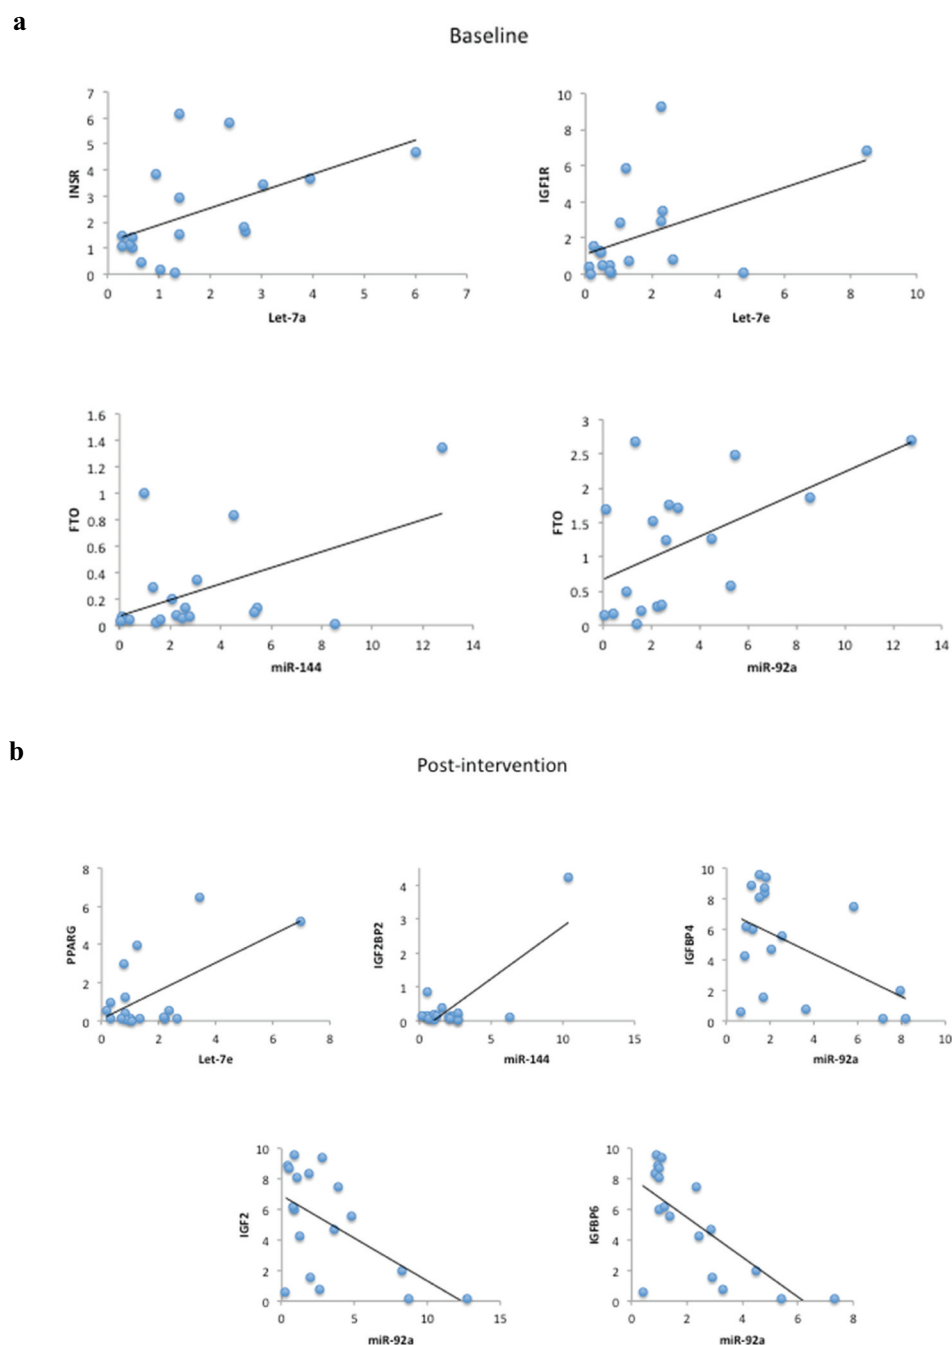 a
Baseline
7
6
5
4
3
2
1
0
INSR
0 1 2 3 4 5 6 7
Let-7a
10
8
6
4
2
0
IGF1R
0 2 4 6 8 10
Let-7e
1.6
1.4
1.2
1
0.8
0.6
0.4
0.2
0
FTO
0 2 4 6 8 10 12 14
miR-144
3
2.5
2
1.5
1
0.5
0
FTO
0 2 4 6 8 10 12 14
miR-92a
b
Post-intervention
8
6
4
2
0
PPARG
0 2 4 6 8
Let-7e
4
3
2
1
0
IGF2BP2
0 5 10 15
miR-144
10
8
6
4
2
0
IGFBP4
0 2 4 6 8 10
miR-92a
10
8
6
4
2
0
IGF2
0 5 10 15
miR-92a
10
8
6
4
2
0
IGFBP6
0 2 4 6 8
miR-92a